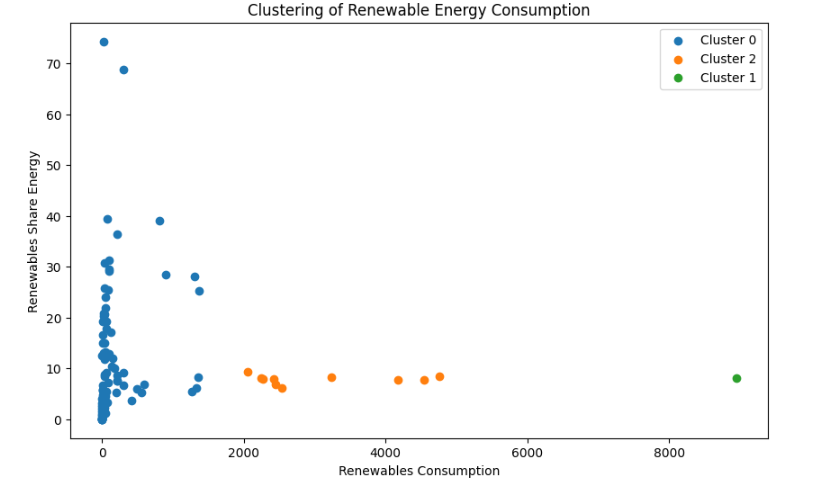 Clustering of Renewable Energy Consumption
Cluster 0
Cluster 2
Cluster 1
Renewables Share Energy
70
60
50
40
30
20
10
0
0
2000
4000
6000
8000
Renewables Consumption